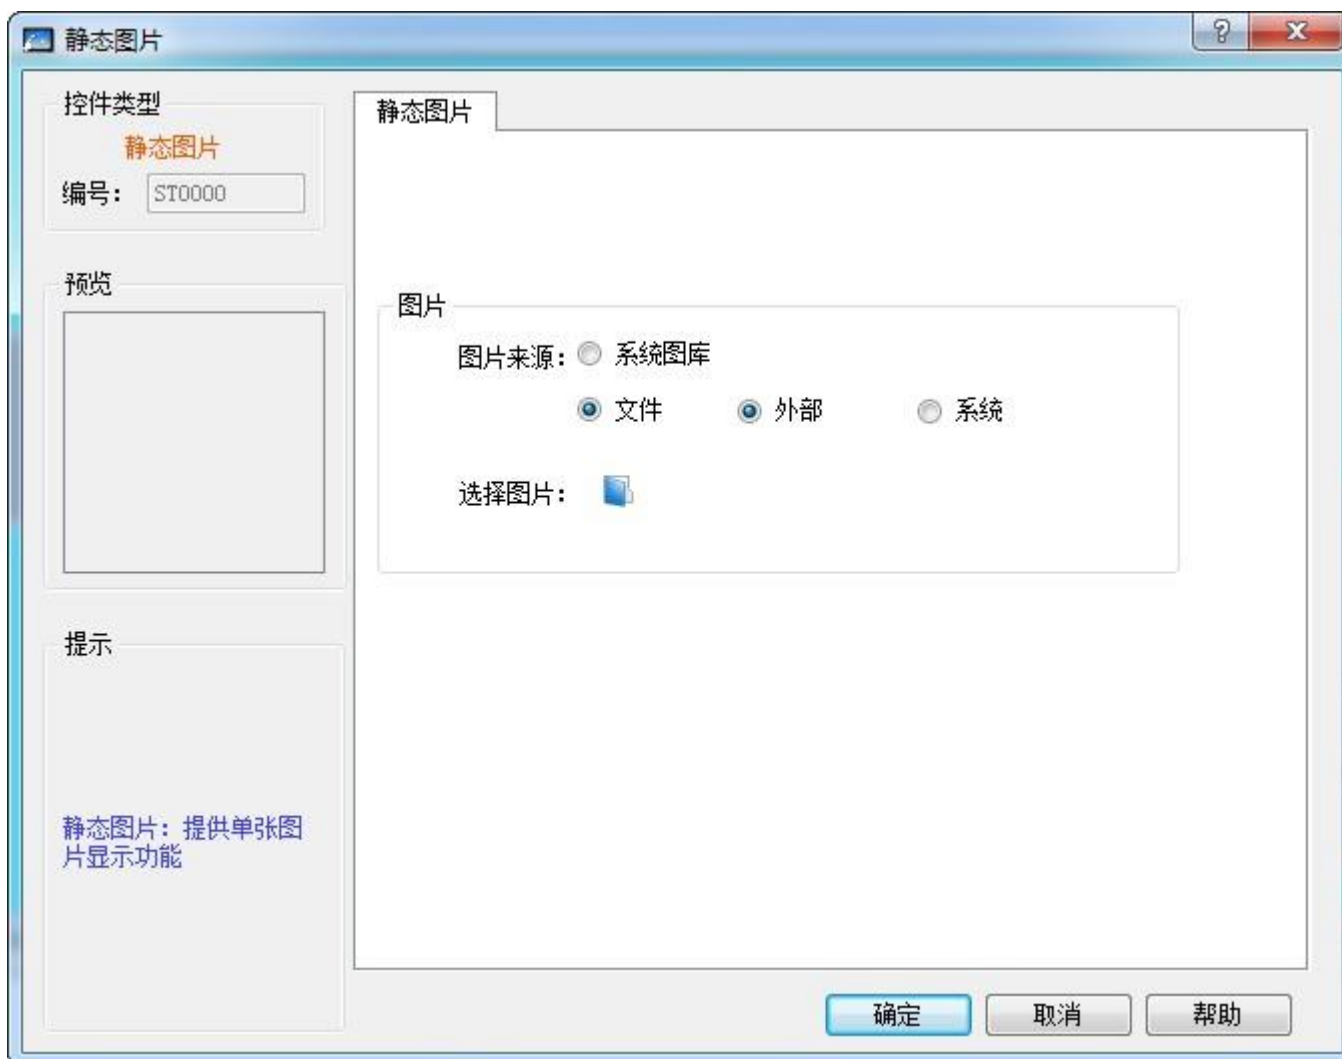 静态图片
?
X
控件类型
静态图片
编号: ST0000
预览
提示
静态图片: 提供单张图
片显示功能
静态图片
图片
图片来源: 系统图库
文件 外部 系统
选择图片:
确定 取消 帮助